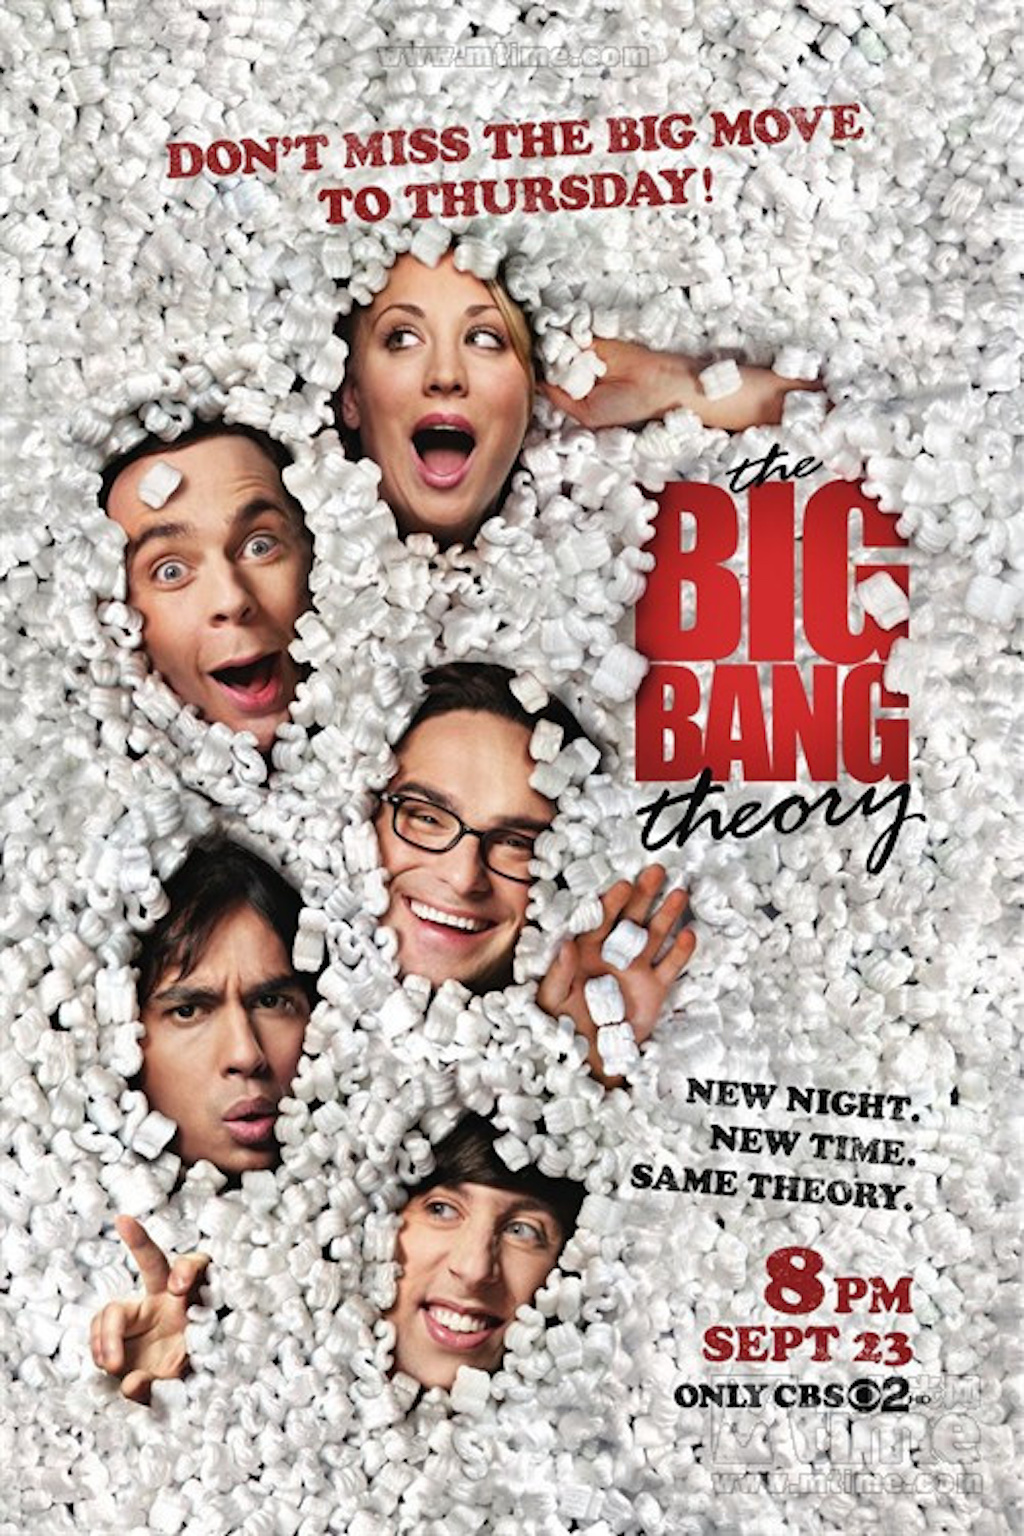 www.mtime.com
DON'T MISS THE BIG MOVE
TO THURSDAY!
the
BIG
BANG
theory
NEW NIGHT.
NEW TIME.
SAME THEORY.
8 PM
SEPT 23
ONLY CBS 2 HD
mtime
www.mtime.com